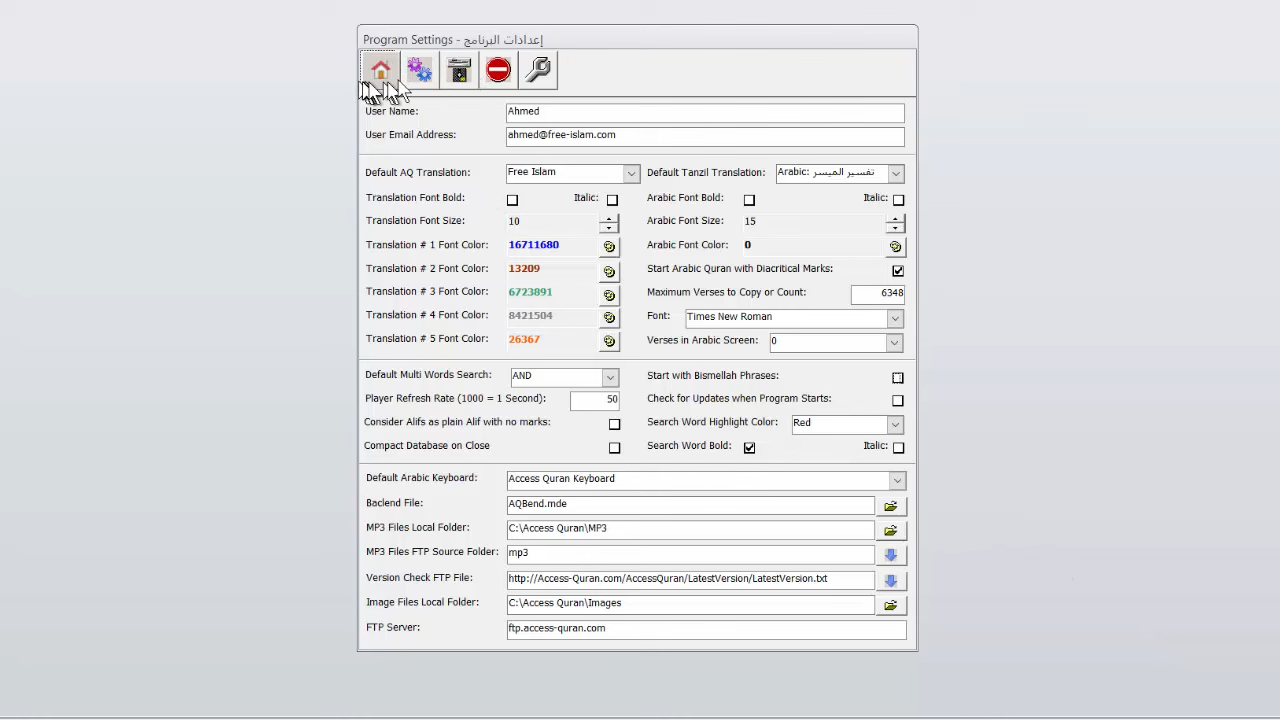 Program Settings - إعدادات البرنامج
User Name: Ahmed
User Email Address: ahmed@free-islam.com
Default AQ Translation: Free Islam Default Tanzil Translation: Arabic: تفسير الميسر
Translation Font Bold: Italic: Arabic Font Bold: Italic:
Translation Font Size: 10 Arabic Font Size: 15
Translation # 1 Font Color: 16711680 Arabic Font Color: 0
Translation # 2 Font Color: 13209 Start Arabic Quran with Diacritical Marks:
Translation # 3 Font Color: 6723891 Maximum Verses to Copy or Count: 6348
Translation # 4 Font Color: 8421504 Font: Times New Roman
Translation # 5 Font Color: 26367 Verses in Arabic Screen: 0
Default Multi Words Search: AND Start with Bismellah Phrases:
Player Refresh Rate (1000 = 1 Second): 50 Check for Updates when Program Starts:
Consider Alifs as plain Alif with no marks: Search Word Highlight Color: Red
Compact Database on Close Search Word Bold: Italic:
Default Arabic Keyboard: Access Quran Keyboard
Baclend File: AQBend.mde
MP3 Files Local Folder: C:\Access Quran\MP3
MP3 Files FTP Source Folder: mp3
Version Check FTP File: http://Access-Quran.com/AccessQuran/LatestVersion/LatestVersion.txt
Image Files Local Folder: C:\Access Quran\Images
FTP Server: ftp.access-quran.com